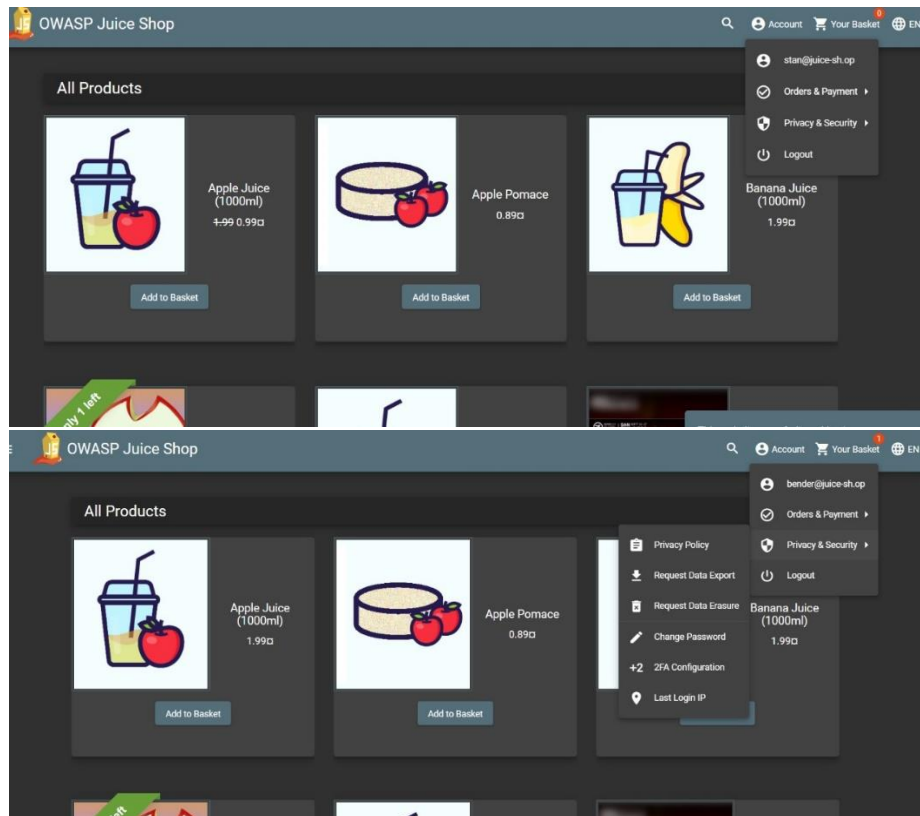 OWASP Juice Shop
Account
0
Your Basket
EN
stan@juice-sh.op
Orders & Payment
Privacy & Security
Logout
All Products
Apple Juice
(1000ml)
1.99 0.99¤
Add to Basket
Apple Pomace
0.89¤
Add to Basket
Banana Juice
(1000ml)
1.99¤
Add to Basket
only 1 left
OWASP Juice Shop
Account
1
Your Basket
EN
bender@juice-sh.op
Orders & Payment
Privacy & Security
Logout
Privacy Policy
Request Data Export
Request Data Erasure
Change Password
+2 2FA Configuration
Last Login IP
All Products
Apple Juice
(1000ml)
1.99¤
Add to Basket
Apple Pomace
0.89¤
Add to Basket
Banana Juice
(1000ml)
1.99¤
left